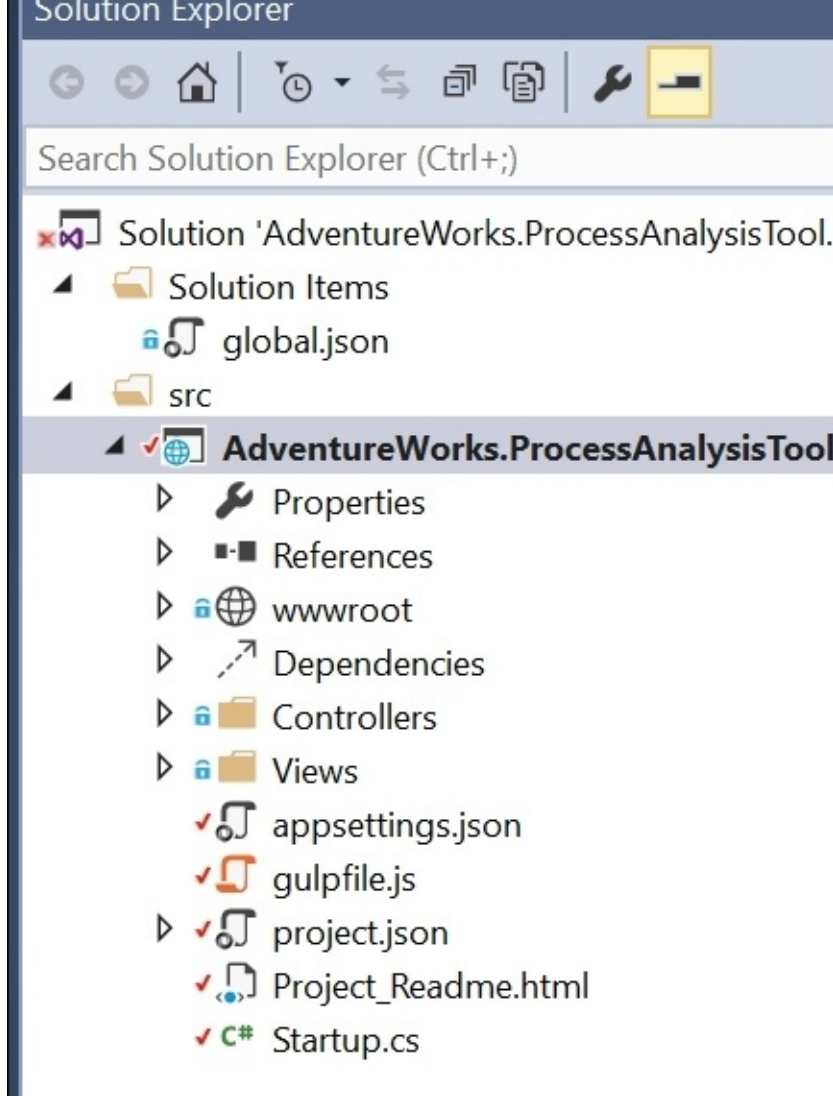 Solution Explorer
Search Solution Explorer (Ctrl+;)
Solution 'AdventureWorks.ProcessAnalysisTool.
Solution Items
global.json
src
AdventureWorks.ProcessAnalysisTool
Properties
References
wwwroot
Dependencies
Controllers
Views
appsettings.json
gulpfile.js
project.json
Project_Readme.html
C# Startup.cs